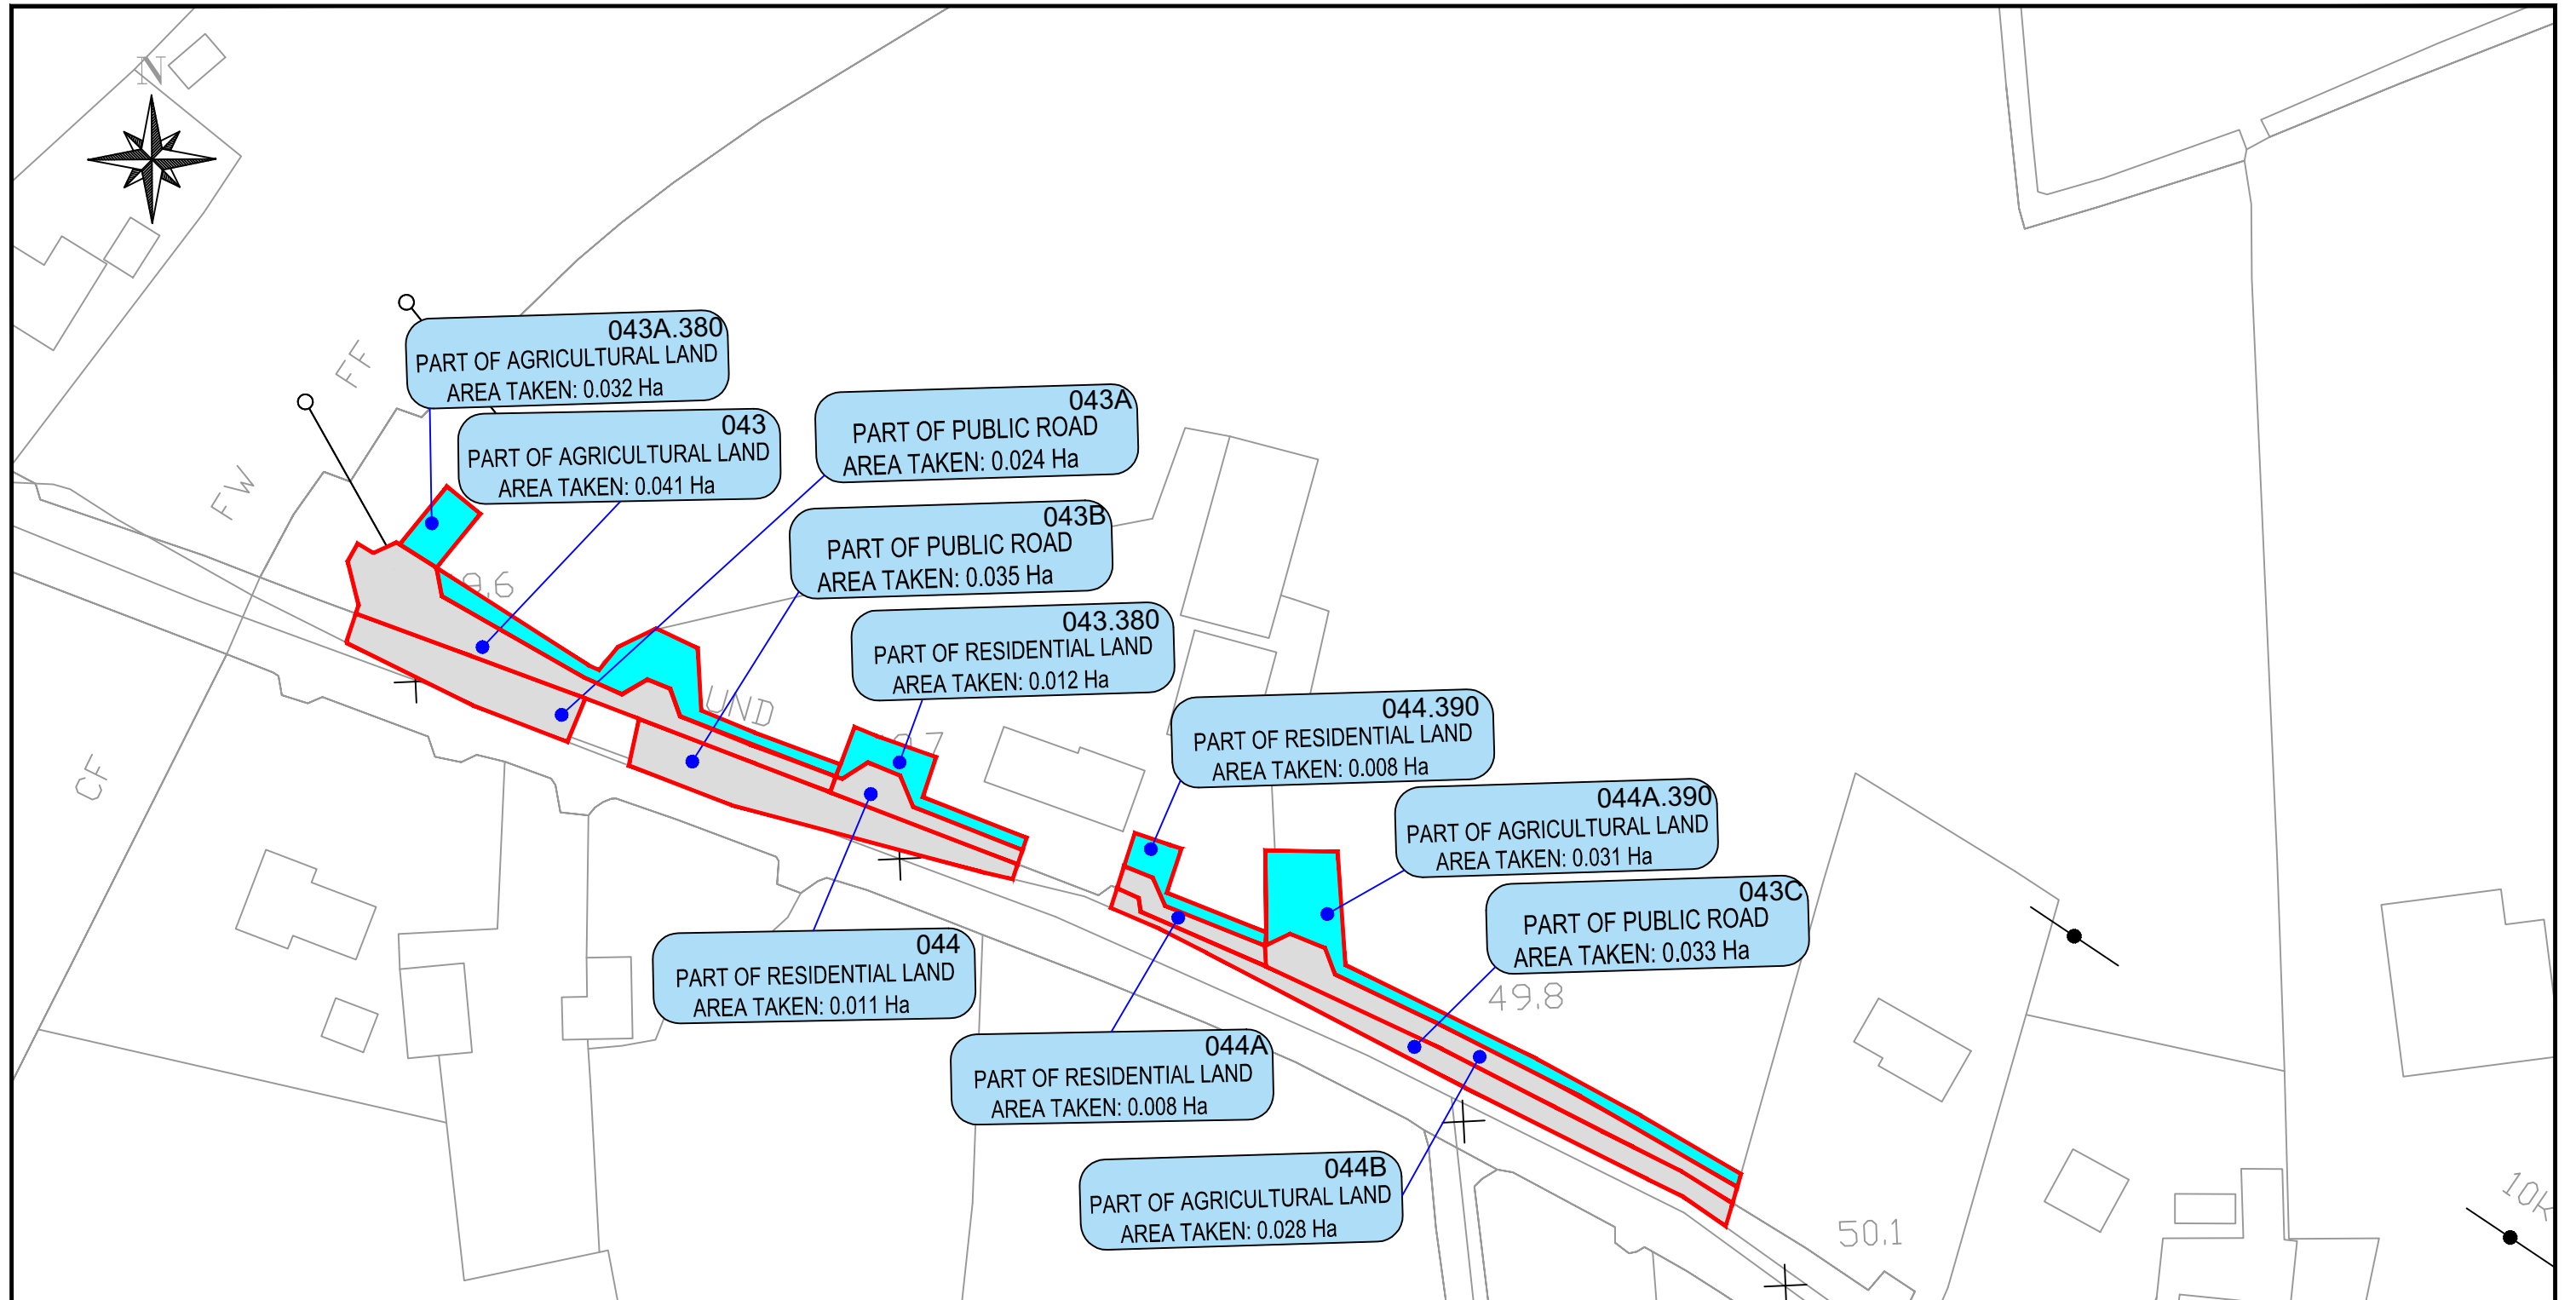 N
FF
FW
CF
043A.380
PART OF AGRICULTURAL LAND
AREA TAKEN: 0.032 Ha
043
PART OF AGRICULTURAL LAND
AREA TAKEN: 0.041 Ha
043A
PART OF PUBLIC ROAD
AREA TAKEN: 0.024 Ha
043B
PART OF PUBLIC ROAD
AREA TAKEN: 0.035 Ha
043.380
PART OF RESIDENTIAL LAND
AREA TAKEN: 0.012 Ha
UND
044.390
PART OF RESIDENTIAL LAND
AREA TAKEN: 0.008 Ha
044A.390
PART OF AGRICULTURAL LAND
AREA TAKEN: 0.031 Ha
043C
PART OF PUBLIC ROAD
AREA TAKEN: 0.033 Ha
044
PART OF RESIDENTIAL LAND
AREA TAKEN: 0.011 Ha
49.8
044A
PART OF RESIDENTIAL LAND
AREA TAKEN: 0.008 Ha
044B
PART OF AGRICULTURAL LAND
AREA TAKEN: 0.028 Ha
50.1